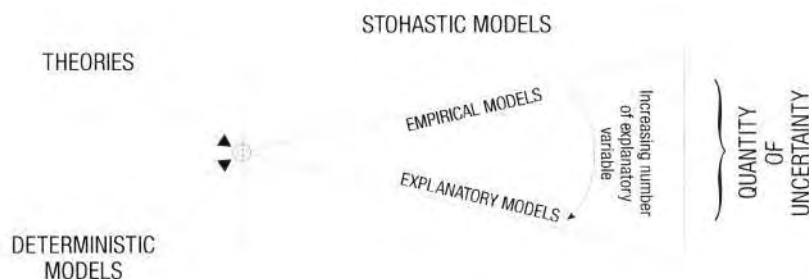 STOHASTIC MODELS
THEORIES
EMPIRICAL MODELS
EXPLANATORY MODELS
Increasing number
of explanatory
variable
QUANTITY
OF
UNCERTAINTY
DETERMINISTIC
MODELS